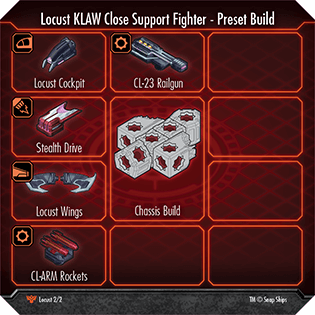 Locust KLAW Close Support Fighter - Preset Build
Locust Cockpit
CL-23 Railgun
Stealth Drive
Locust Wings
Chassis Build
CL-ARM Rockets
Locust 2/2
TM © Snap Ships